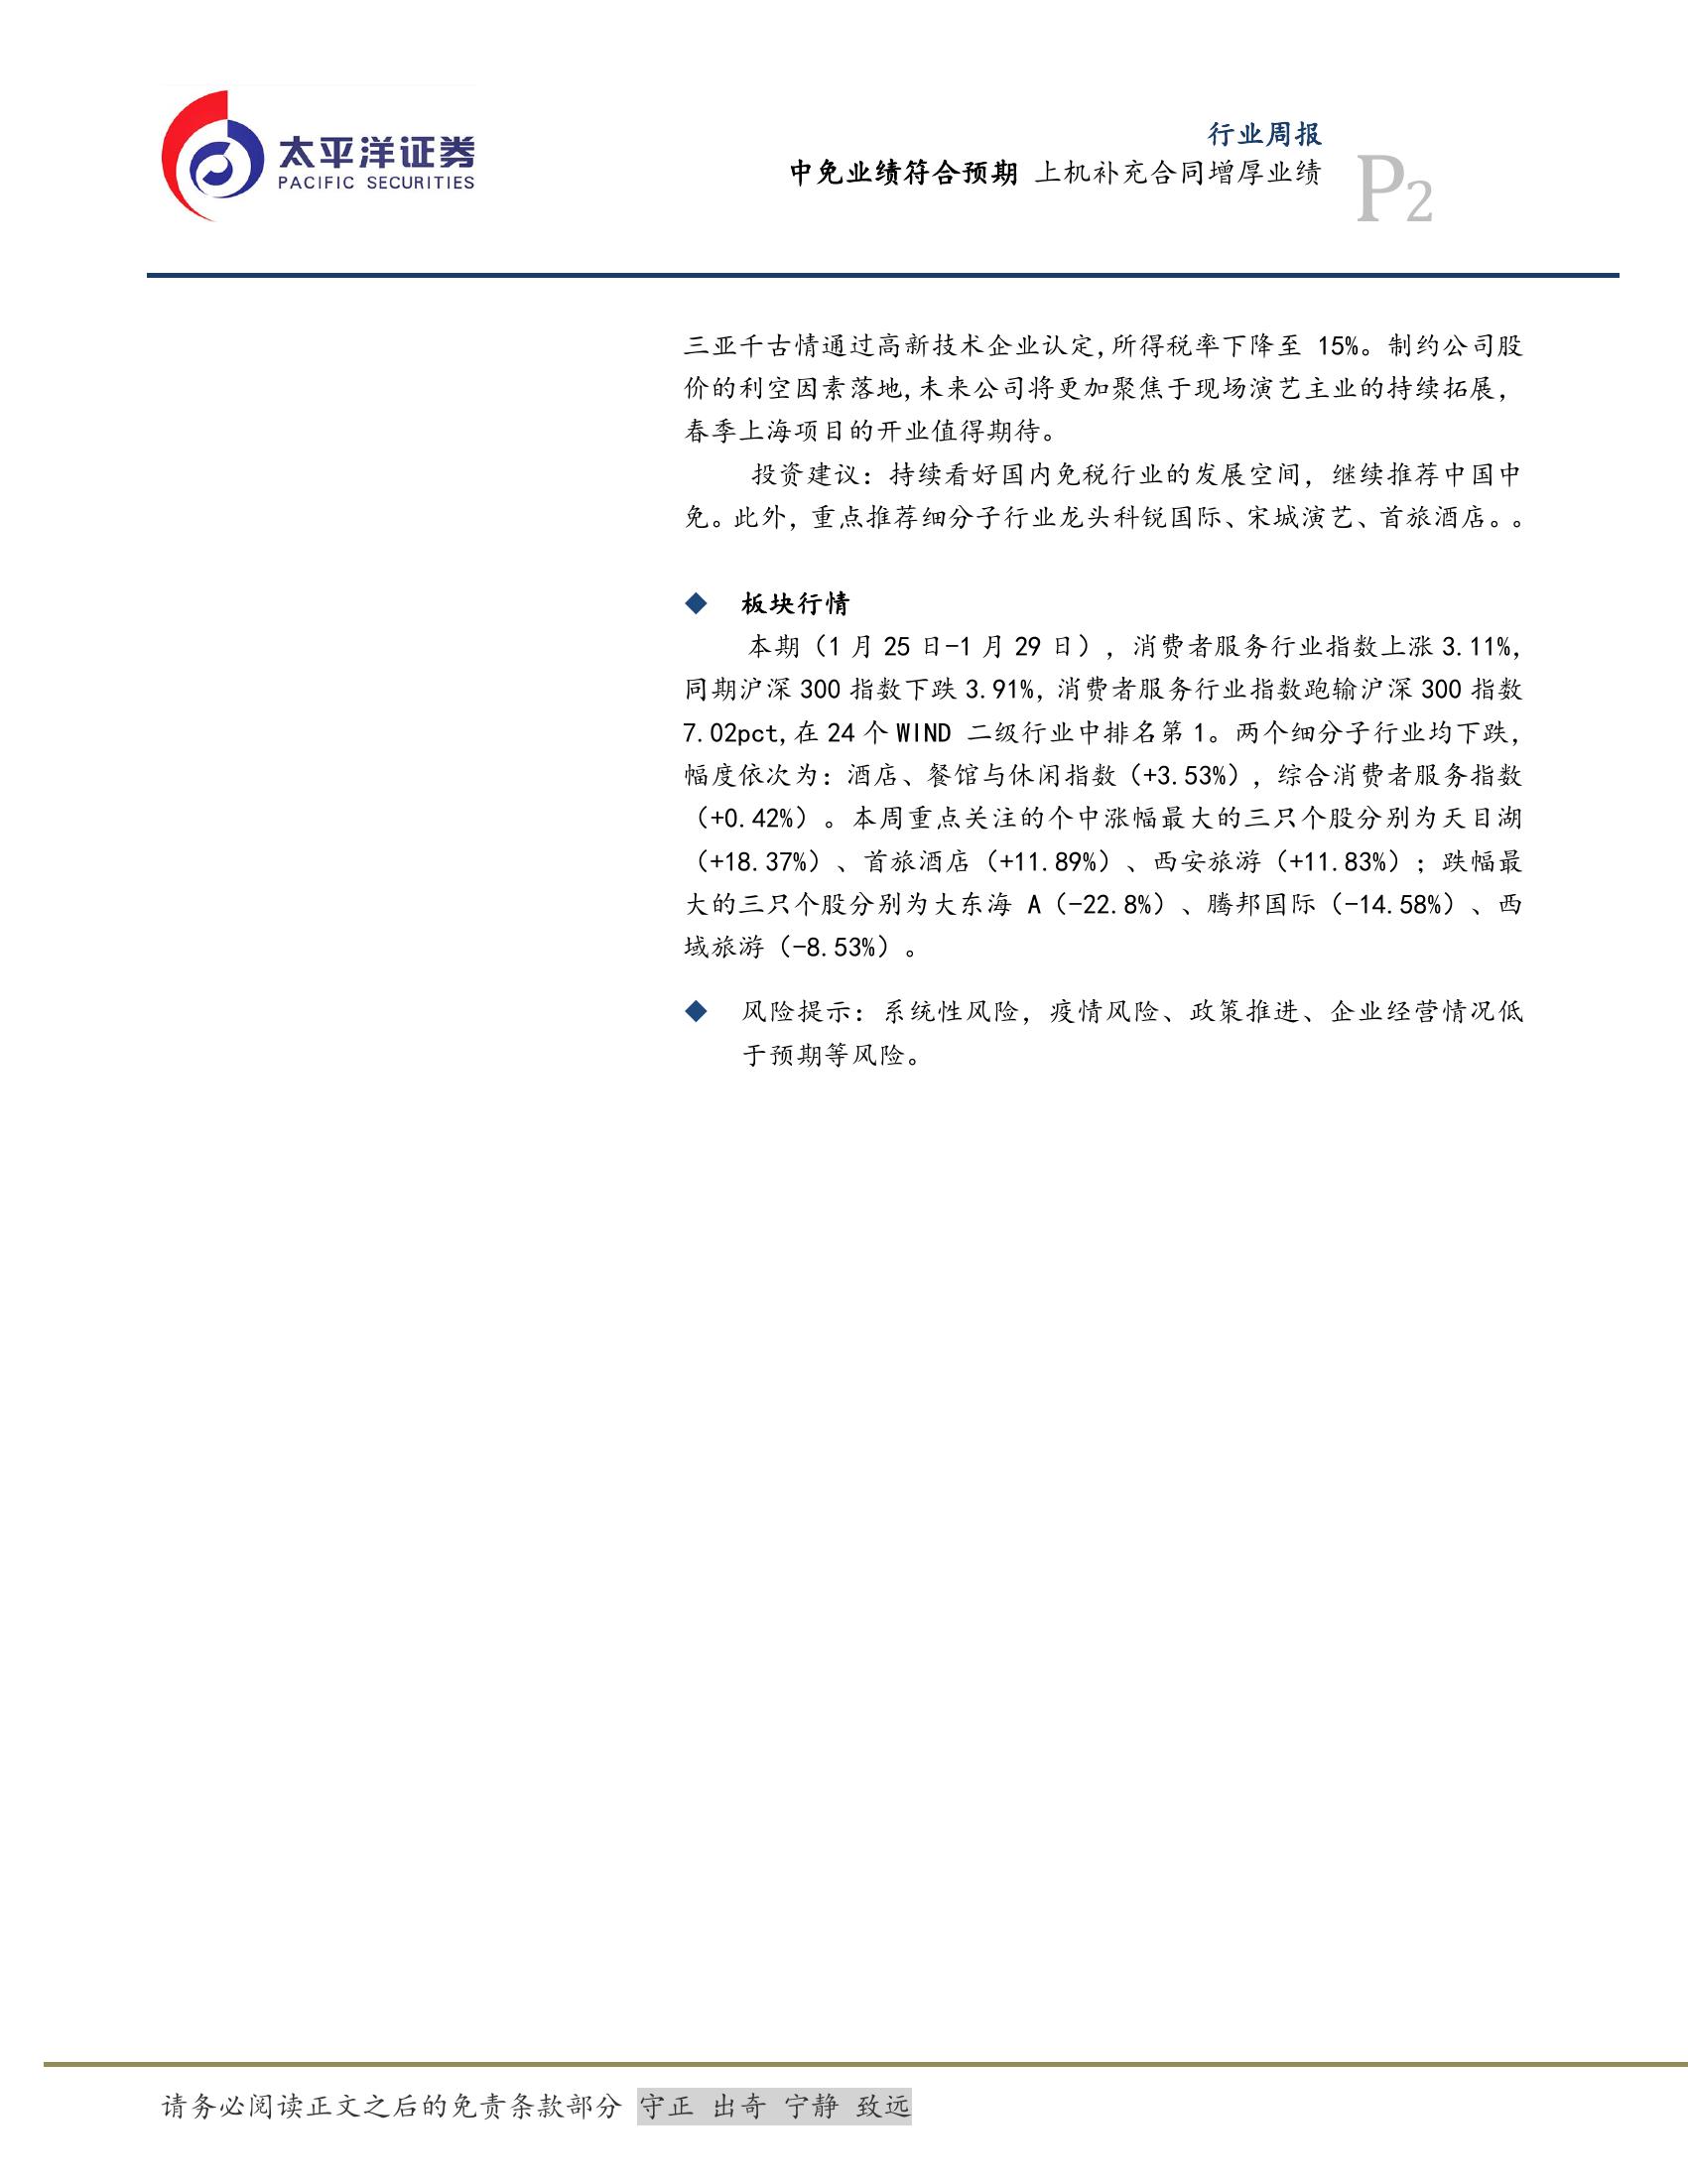 太平洋证券
PACIFIC SECURITIES
行业周报
中免业绩符合预期 上机补充合同增厚业绩
P2
三亚千古情通过高新技术企业认定,所得税率下降至 15%。制约公司股
价的利空因素落地,未来公司将更加聚焦于现场演艺主业的持续拓展，
春季上海项目的开业值得期待。
投资建议：持续看好国内免税行业的发展空间，继续推荐中国中
免。此外，重点推荐细分子行业龙头科锐国际、宋城演艺、首旅酒店。。
◆ 板块行情
本期（1 月 25 日-1 月 29 日），消费者服务行业指数上涨 3.11%，
同期沪深 300 指数下跌 3.91%，消费者服务行业指数跑输沪深 300 指数
7.02pct,在 24 个 WIND 二级行业中排名第 1。两个细分子行业均下跌，
幅度依次为：酒店、餐馆与休闲指数（+3.53%），综合消费者服务指数
（+0.42%）。本周重点关注的个中涨幅最大的三只个股分别为天目湖
（+18.37%）、首旅酒店（+11.89%）、西安旅游（+11.83%）；跌幅最
大的三只个股分别为大东海 A（-22.8%）、腾邦国际（-14.58%）、西
域旅游（-8.53%）。
◆ 风险提示：系统性风险，疫情风险、政策推进、企业经营情况低
于预期等风险。
请务必阅读正文之后的免责条款部分 守正 出奇 宁静 致远